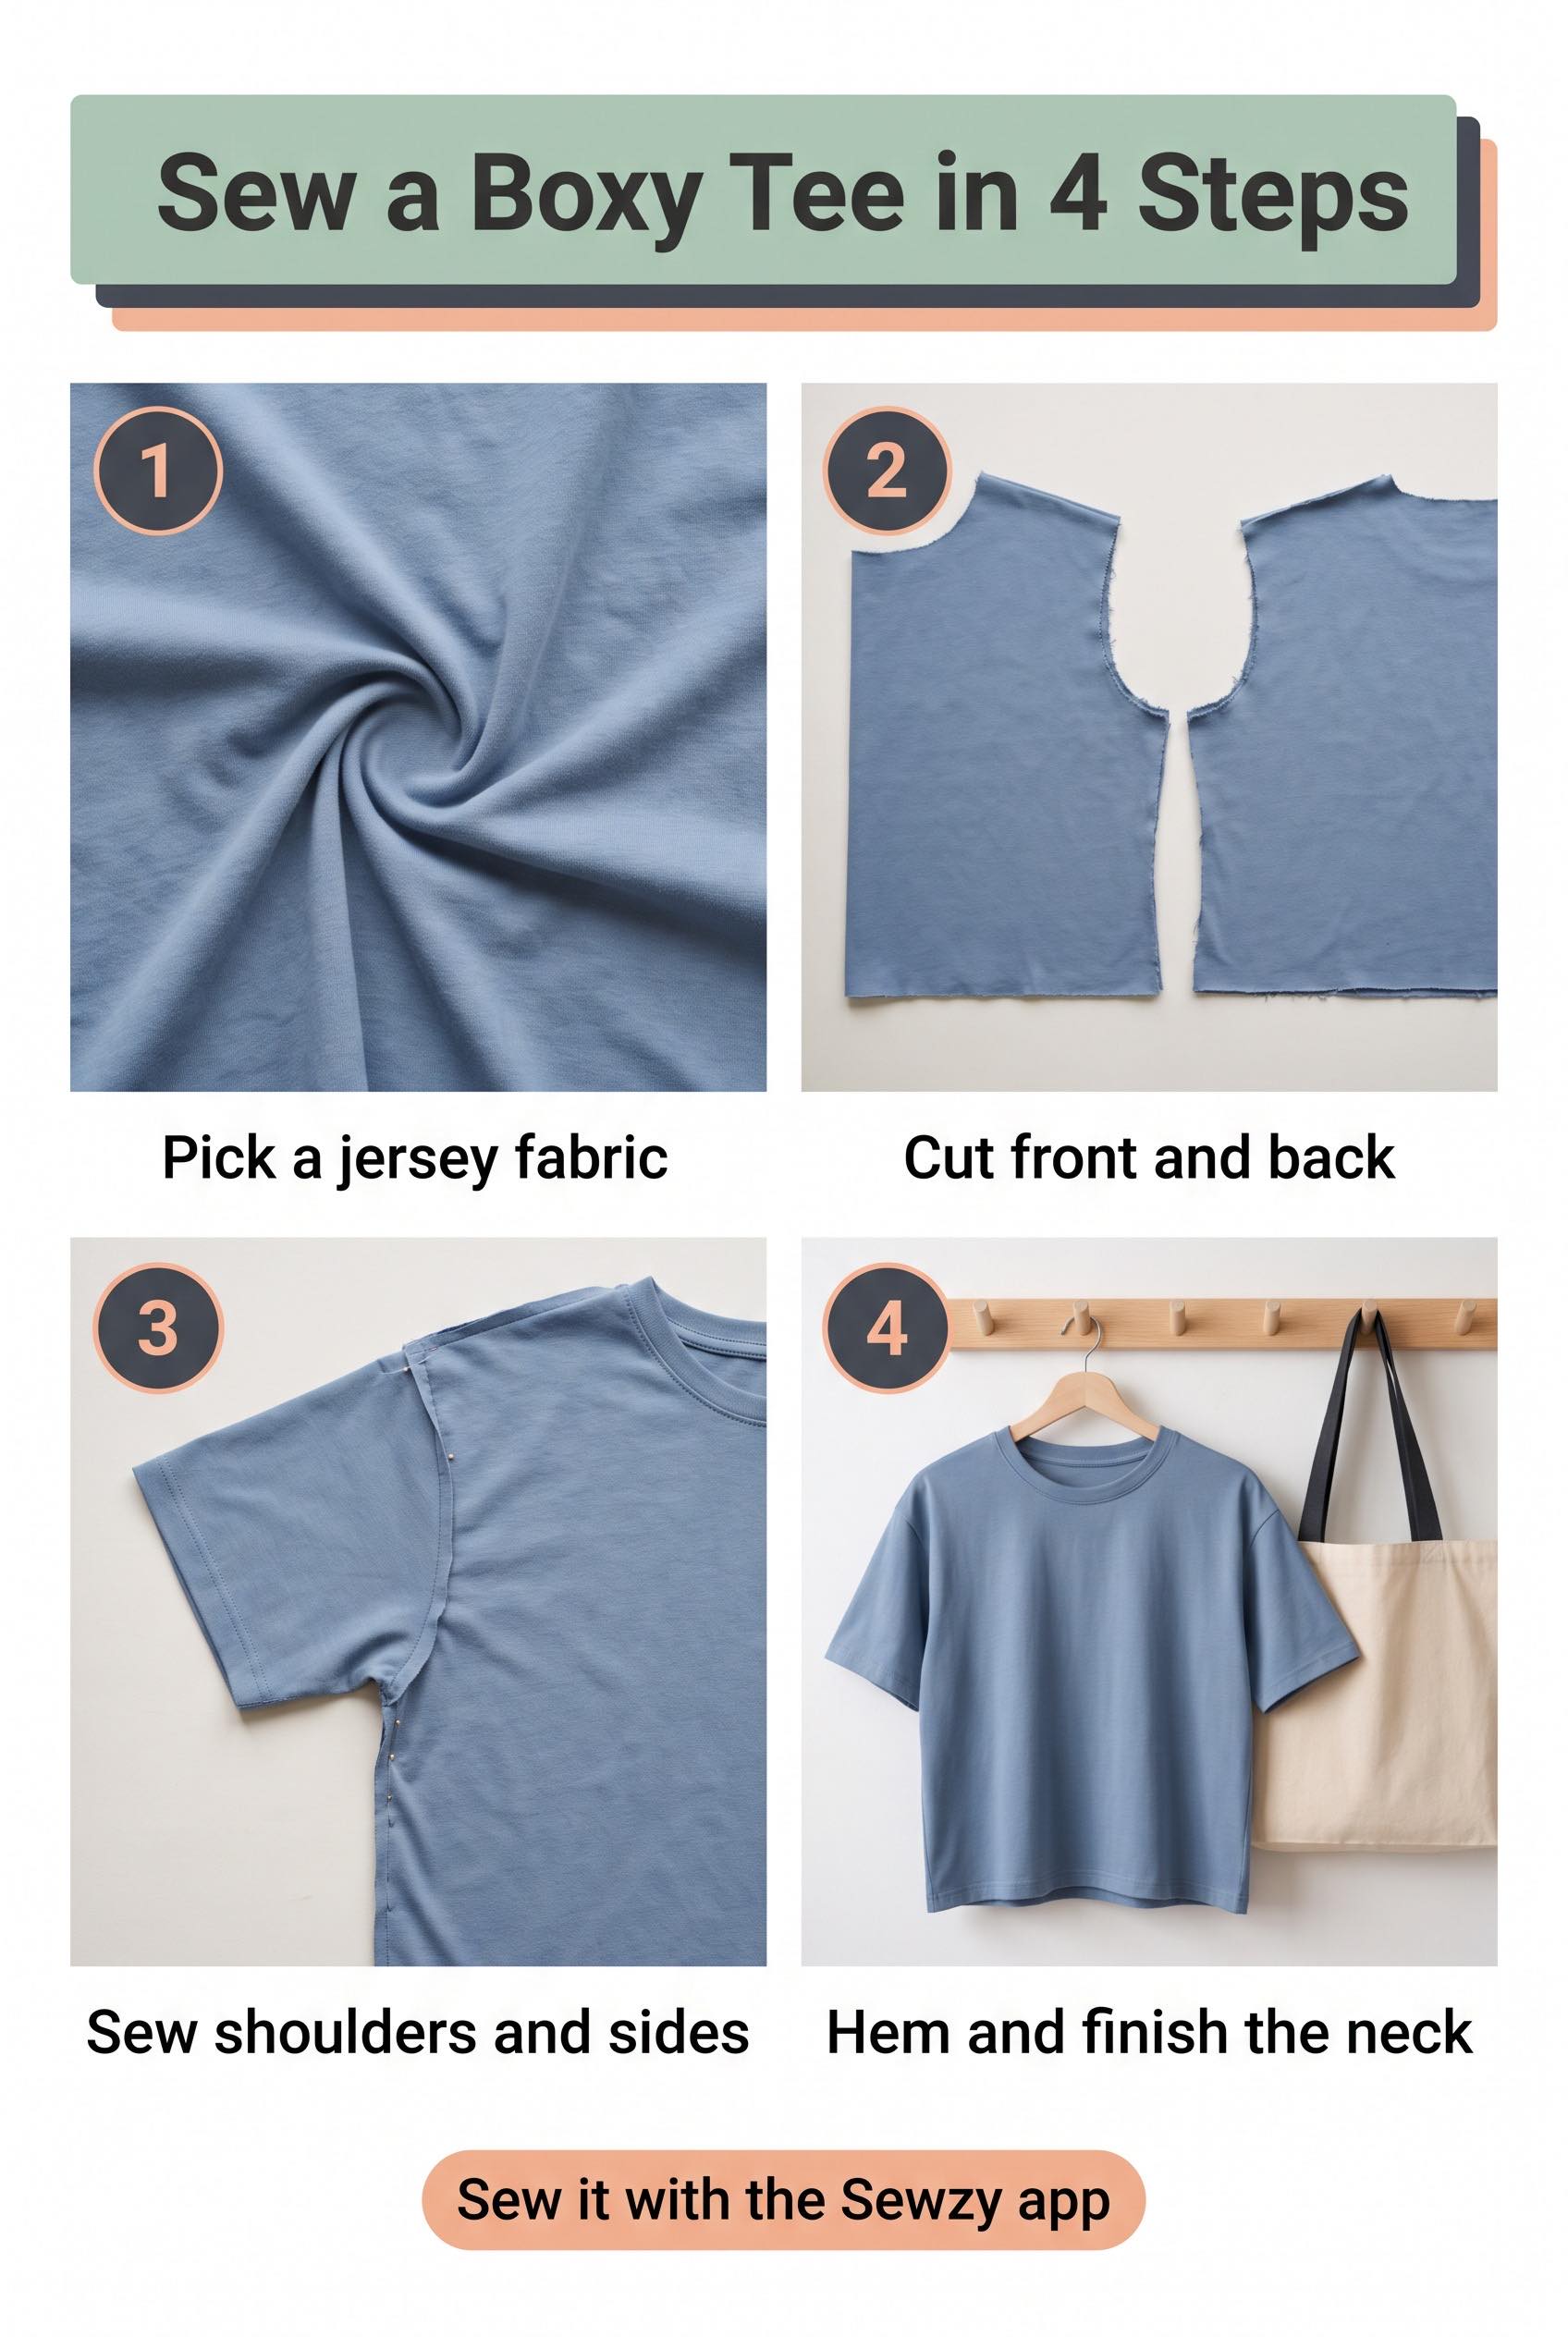 Sew a Boxy Tee in 4 Steps
1
2
Pick a jersey fabric
Cut front and back
3
4
Sew shoulders and sides
Hem and finish the neck
Sew it with the Sewzy app